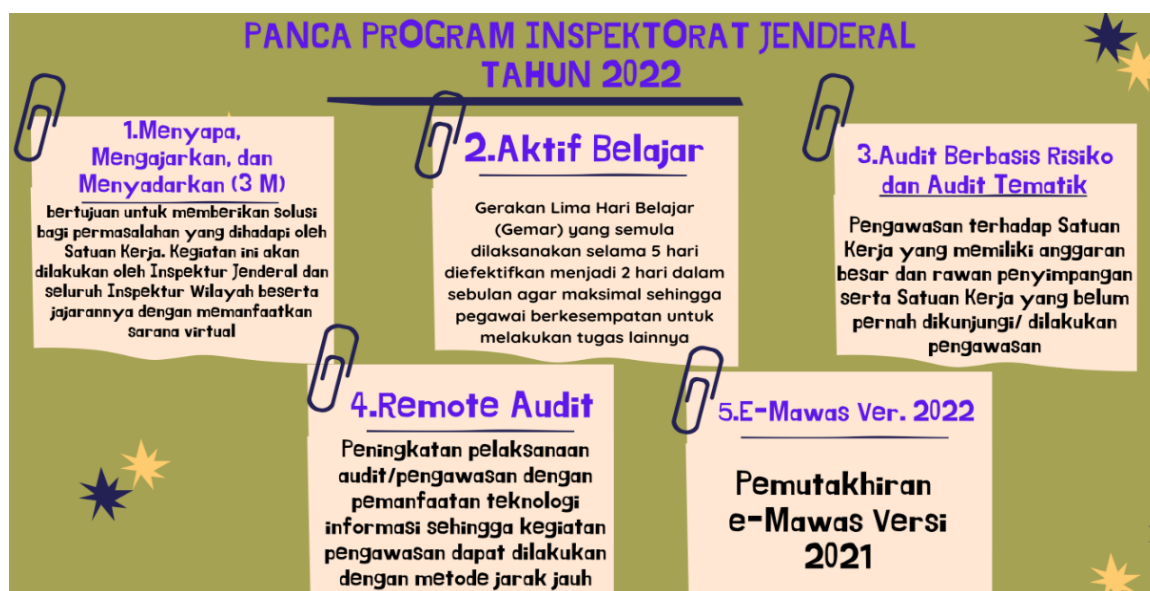 PANCA PROGRAM INSPEKTORAT JENDERAL
TAHUN 2022
1.Menyapa,
Mengajarkan, dan
Menyadarkan (3 M)
bertujuan untuk memberikan solusi
bagi permasalahan yang dihadapi oleh
Satuan Kerja. Kegiatan ini akan
dilakukan oleh Inspektur Jenderal dan
seluruh Inspektur Wilayah beserta
jajarannya dengan memanfaatkan
sarana virtual
2.Aktif Belajar
Gerakan Lima Hari Belajar
(Gemar) yang semula
dilaksanakan selama 5 hari
diefektifkan menjadi 2 hari dalam
sebulan agar maksimal sehingga
pegawai berkesempatan untuk
melakukan tugas lainnya
3.Audit Berbasis Risiko
dan Audit Tematik
Pengawasan terhadap Satuan
Kerja yang memiliki anggaran
besar dan rawan penyimpangan
serta Satuan Kerja yang belum
pernah dikunjungi/ dilakukan
pengawasan
4.Remote Audit
Peningkatan pelaksanaan
audit/pengawasan dengan
pemanfaatan teknologi
informasi sehingga kegiatan
pengawasan dapat dilakukan
dengan metode jarak jauh
5.E-Mawas Ver. 2022
Pemutakhiran
e-Mawas Versi
2021